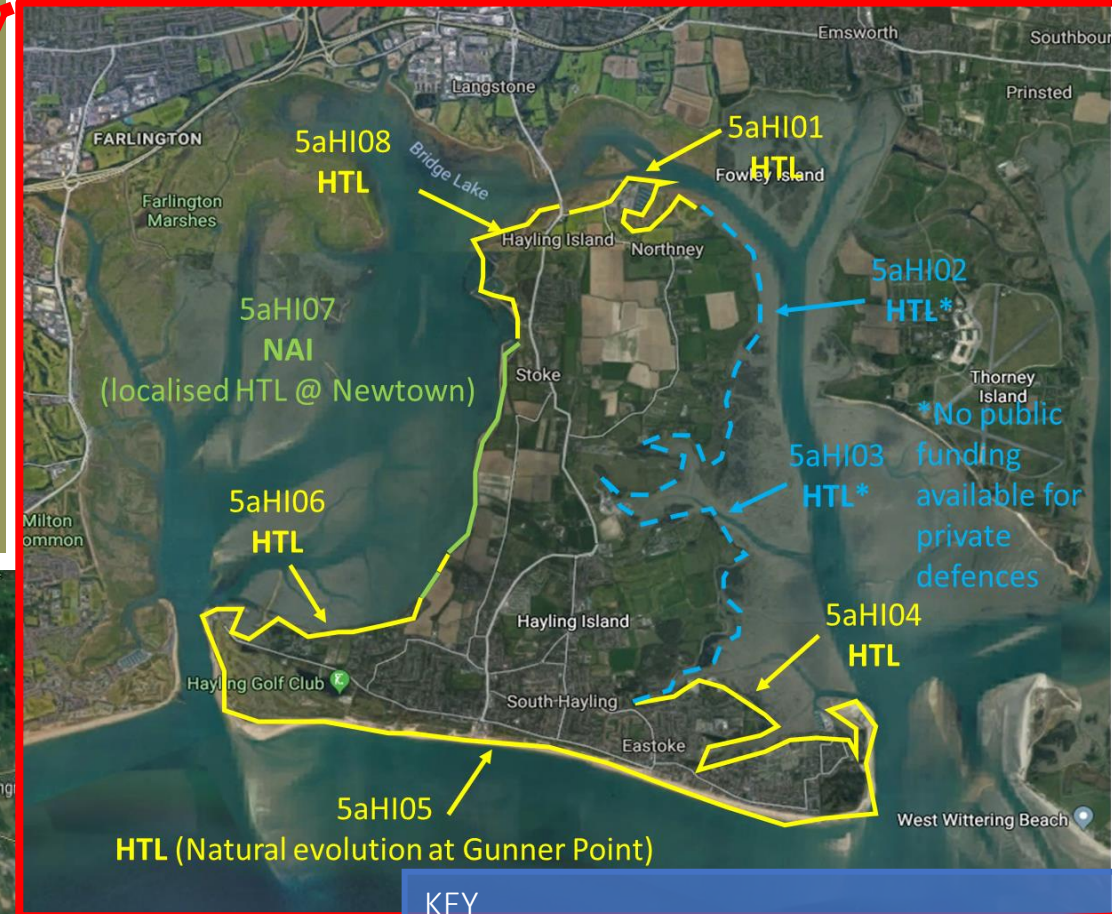 Emsworth
Southbour
Langstone
Prinsted
FARLINGTON
5aHI08
HTL
Bridge Lake
5aHI01
HTL
Fowley Island
Farlington
Marshes
Hayling Island
Northney
5aHI02
HTL*
5aHI07
NAI
(localised HTL @ Newtown)
Stoke
Thorney
Island
*No public
funding
available for
private
defences
5aHI03
HTL*
5aHI06
HTL
Milton
ommon
5aHI04
HTL
Hayling Island
Hayling Golf Club
South Hayling
Eastoke
5aHI05
HTL (Natural evolution at Gunner Point)
West Wittering Beach
KEY